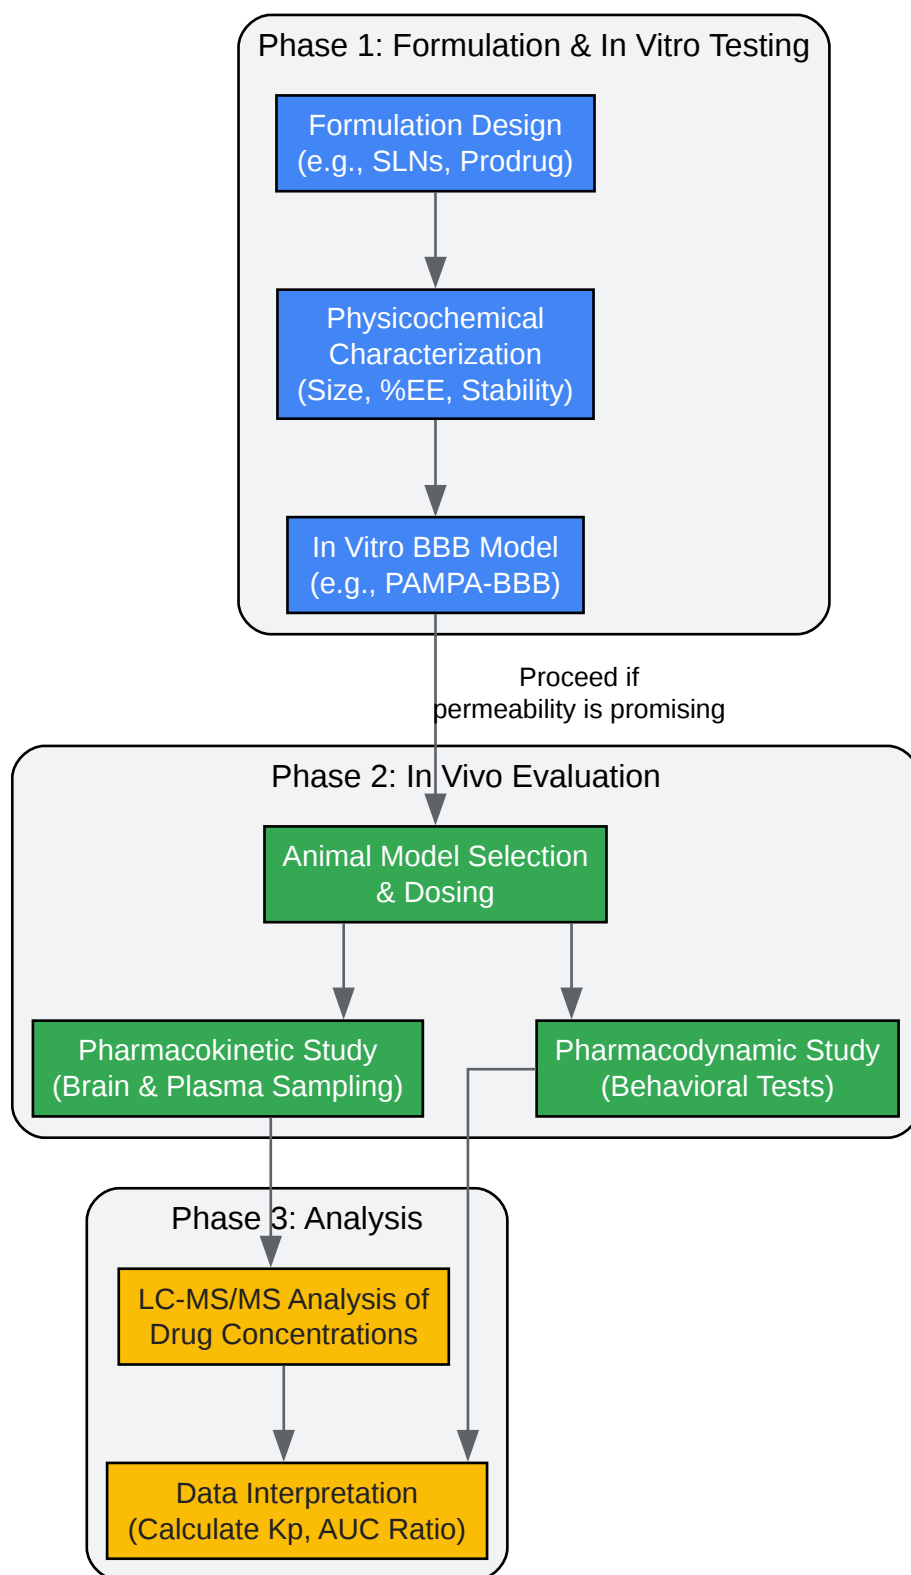 Phase 1: Formulation & In Vitro Testing
Formulation Design
(e.g., SLNs, Prodrug)
Physicochemical
Characterization
(Size, %EE, Stability)
In Vitro BBB Model
(e.g., PAMPA-BBB)
Proceed if
permeability is promising
Phase 2: In Vivo Evaluation
Animal Model Selection
& Dosing
Pharmacokinetic Study
(Brain & Plasma Sampling)
Pharmacodynamic Study
(Behavioral Tests)
Phase 3: Analysis
LC-MS/MS Analysis of
Drug Concentrations
Data Interpretation
(Calculate Kp, AUC Ratio)